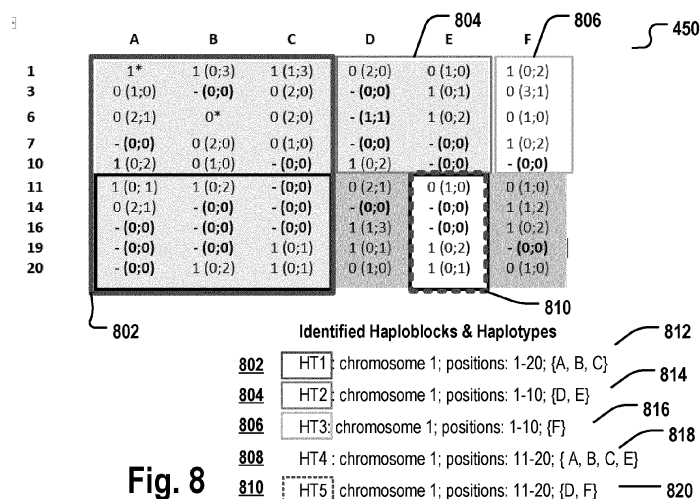 804 806 450
A B C D E F
1 1* 1 (0;3) 1 (1;3) 0 (2;0) 0 (1;0) 1 (0;2)
3 0 (1;0) - (0;0) 0 (2;0) - (0;0) 1 (0;1) 0 (3;1)
6 0 (2;1) 0* 0 (2;0) - (1;1) 1 (0;2) 0 (1;0)
7 - (0;0) 0 (2;0) 0 (1;0) - (0;0) - (0;0) 1 (0;2)
10 1 (0;2) 0 (1;0) - (0;0) 1 (0;2) - (0;0) - (0;0)
11 1 (0; 1) 1 (0;2) - (0;0) 0 (2;1) 0 (1;0) 0 (1;0)
14 0 (2;1) - (0;0) - (0;0) - (0;0) - (0;0) 1 (1;2)
16 - (0;0) - (0;0) - (0;0) 1 (1;3) - (0;0) 1 (0;2)
19 - (0;0) - (0;0) 1 (0;1) 1 (0;1) 1 (0;2) - (0;0)
20 - (0;0) 1 (0;2) 1 (0;1) 0 (1;0) 1 (0;1) 0 (1;0)
802 810
Identified Haploblocks & Haplotypes 812
802 HT1: chromosome 1; positions: 1-20; {A, B, C} 814
804 HT2: chromosome 1; positions: 1-10; {D, E}
806 HT3: chromosome 1; positions: 1-10; {F} 816
808 HT4 : chromosome 1; positions: 11-20; { A, B, C, E} 818
810 HT5 : chromosome 1; positions: 11-20; {D, F} 820
Fig. 8